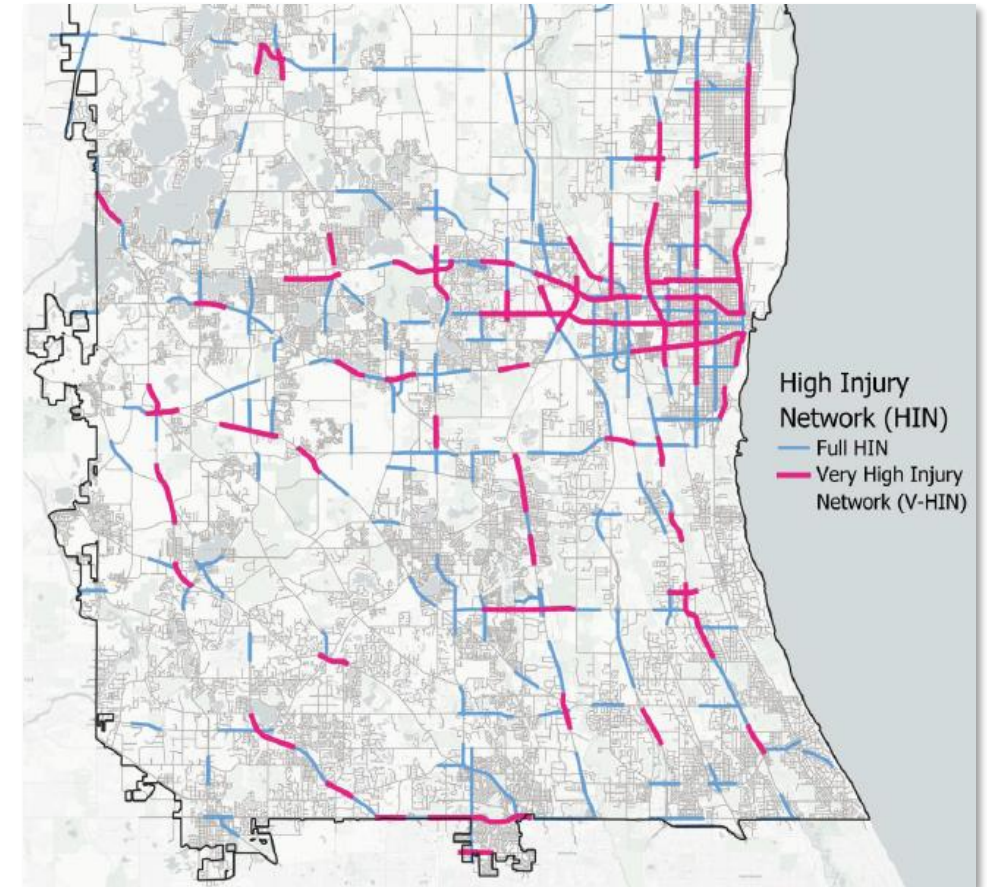 High Injury
Network (HIN)
Full HIN
Very High Injury
Network (V-HIN)